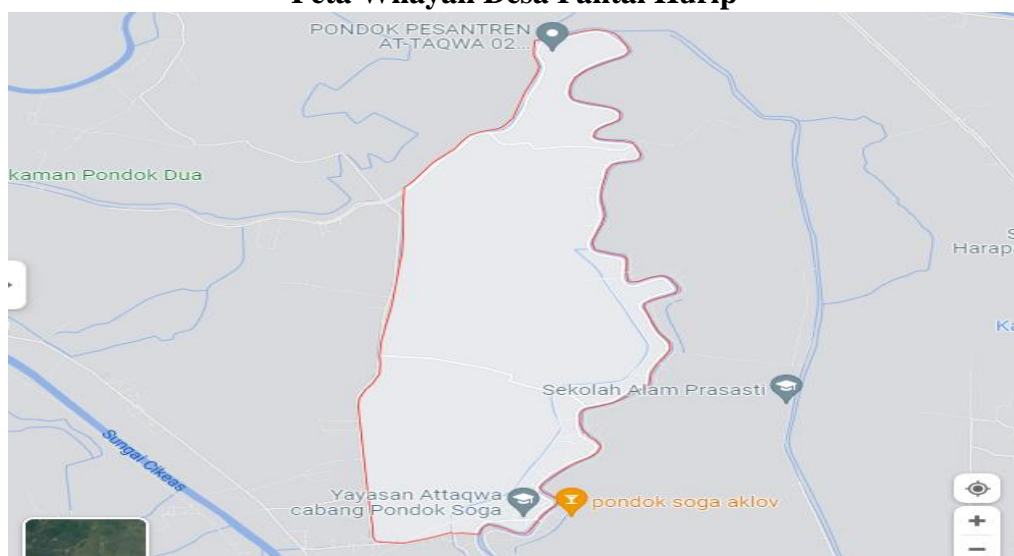 Peta Wilayah Desa Pantai Hurip
PONDOK PESANTREN
AT-TAQWA 02...
kaman Pondok Dua
Harap
Ka
Sekolah Alam Prasasti
Sungai Cikeas
Yayasan Attaqwa
cabang Pondok Soga
pondok soga aklov